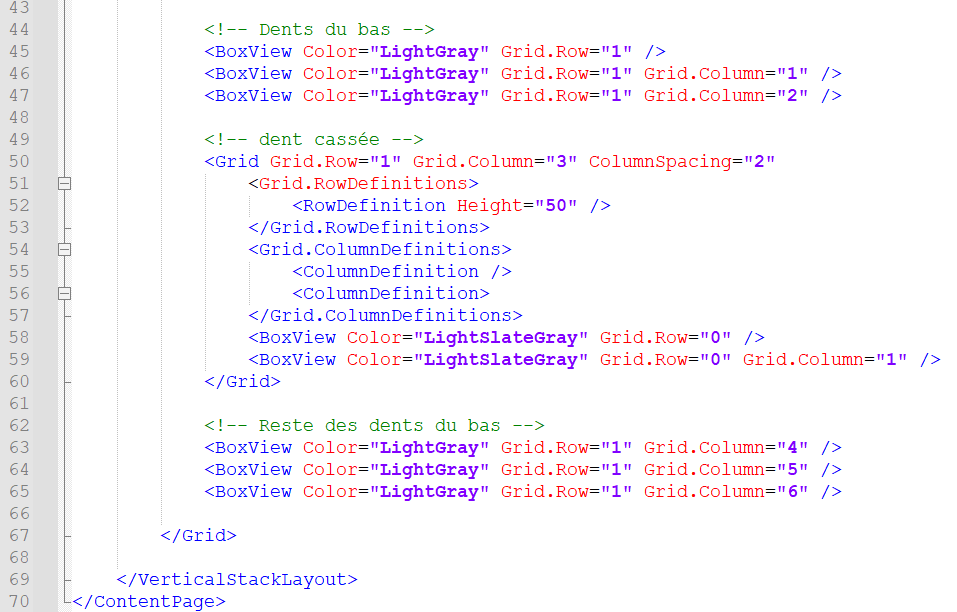 43
44 <!-- Dents du bas -->
45 <BoxView Color="LightGray" Grid.Row="1" />
46 <BoxView Color="LightGray" Grid.Row="1" Grid.Column="1" />
47 <BoxView Color="LightGray" Grid.Row="1" Grid.Column="2" />
48
49 <!-- dent cassée -->
50 <Grid Grid.Row="1" Grid.Column="3" ColumnSpacing="2"
51 <Grid.RowDefinitions>
52 <RowDefinition Height="50" />
53 </Grid.RowDefinitions>
54 <Grid.ColumnDefinitions>
55 <ColumnDefinition />
56 <ColumnDefinition>
57 </Grid.ColumnDefinitions>
58 <BoxView Color="LightSlateGray" Grid.Row="0" />
59 <BoxView Color="LightSlateGray" Grid.Row="0" Grid.Column="1" />
60 </Grid>
61
62 <!-- Reste des dents du bas -->
63 <BoxView Color="LightGray" Grid.Row="1" Grid.Column="4" />
64 <BoxView Color="LightGray" Grid.Row="1" Grid.Column="5" />
65 <BoxView Color="LightGray" Grid.Row="1" Grid.Column="6" />
66
67 </Grid>
68
69 </VerticalStackLayout>
70 </ContentPage>